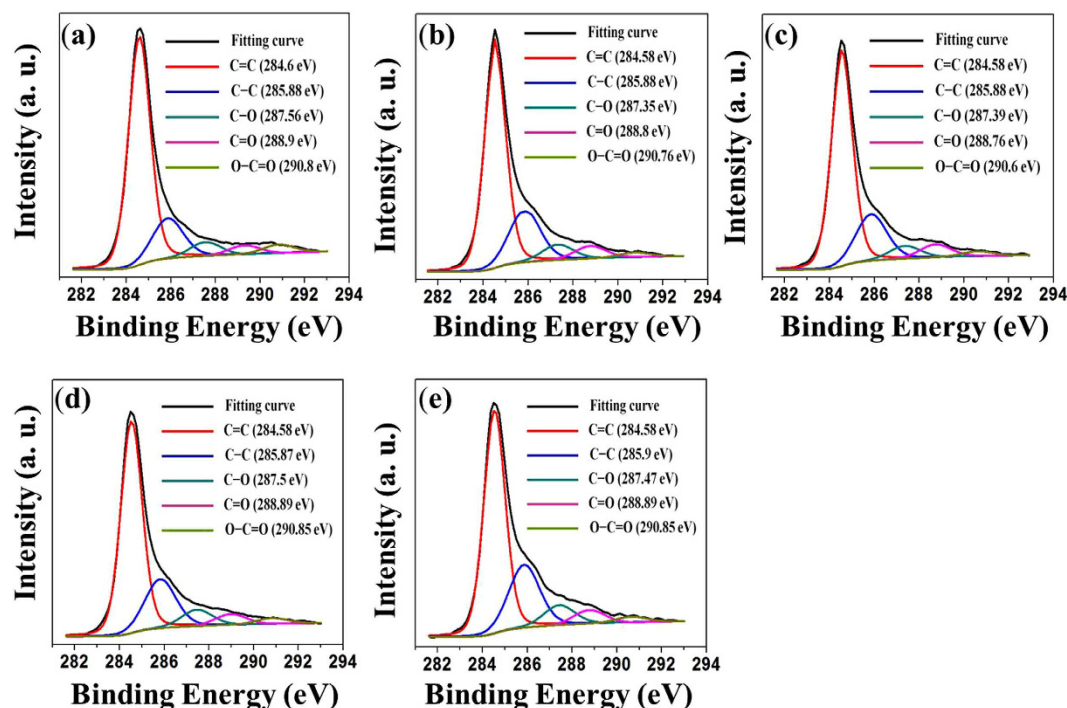 (a)
Fitting curve
C=C (284.6 eV)
C−C (285.88 eV)
C−O (287.56 eV)
C=O (288.9 eV)
O−C=O (290.8 eV)
Intensity (a. u.)
282 284 286 288 290 292 294
Binding Energy (eV)
(b)
Fitting curve
C=C (284.58 eV)
C−C (285.88 eV)
C−O (287.35 eV)
C=O (288.8 eV)
O−C=O (290.76 eV)
Intensity (a. u.)
282 284 286 288 290 292 294
Binding Energy (eV)
(c)
Fitting curve
C=C (284.58 eV)
C−C (285.88 eV)
C−O (287.39 eV)
C=O (288.76 eV)
O−C=O (290.6 eV)
Intensity (a. u.)
282 284 286 288 290 292 294
Binding Energy (eV)
(d)
Fitting curve
C=C (284.58 eV)
C−C (285.87 eV)
C−O (287.5 eV)
C=O (288.89 eV)
O−C=O (290.85 eV)
Intensity (a. u.)
282 284 286 288 290 292 294
Binding Energy (eV)
(e)
Fitting curve
C=C (284.58 eV)
C−C (285.9 eV)
C−O (287.47 eV)
C=O (288.89 eV)
O−C=O (290.85 eV)
Intensity (a. u.)
282 284 286 288 290 292 294
Binding Energy (eV)